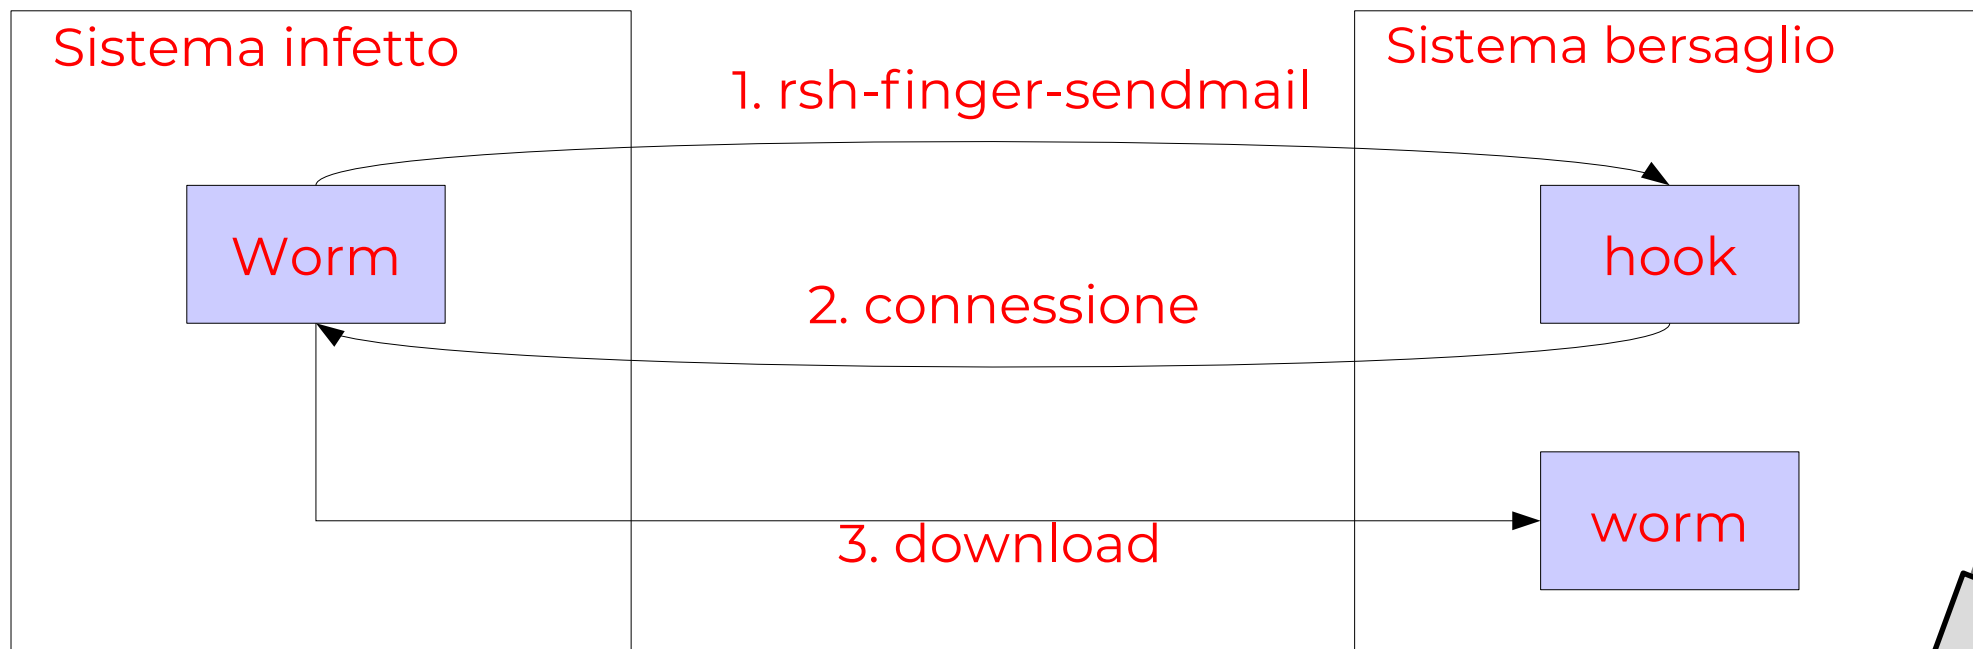 Sistema infetto
Sistema bersaglio
1. rsh-finger-sendmail
Worm
hook
2. connessione
worm
3. download